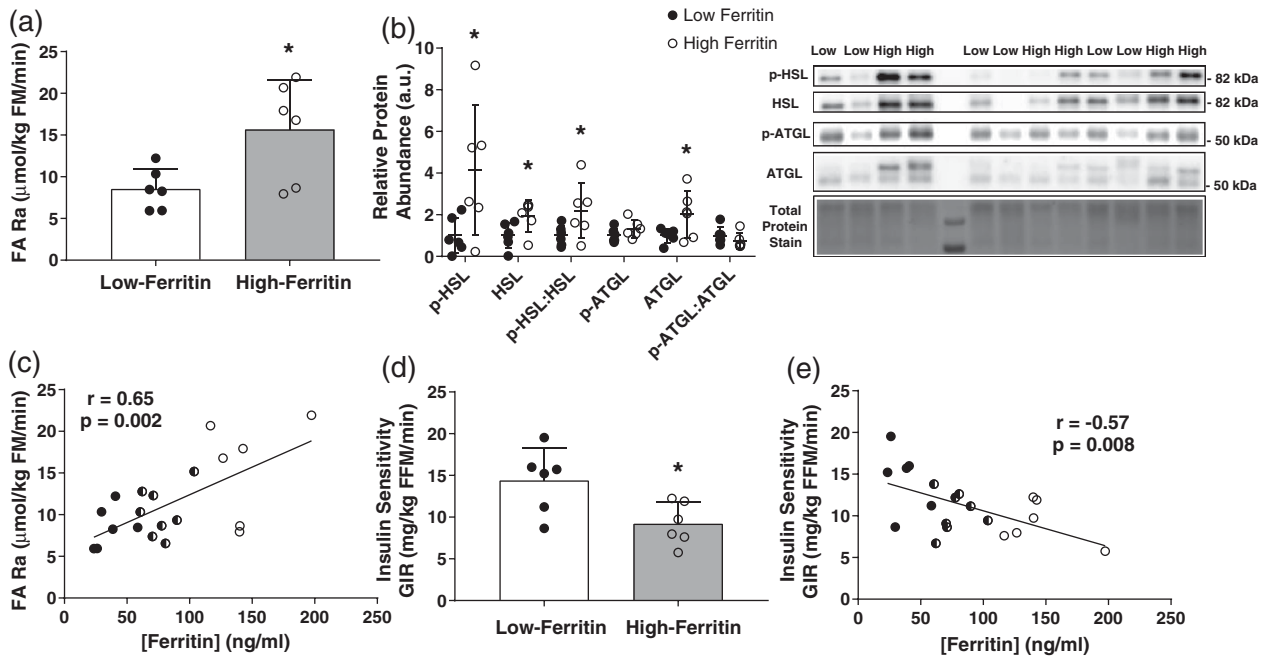 (a)
FA Ra (μmol/kg FM/min)
25
20
15
10
5
0
*
Low-Ferritin
High-Ferritin
(b)
Relative Protein
Abundance (a.u.)
10
8
6
4
2
0
*
*
*
*
p-HSL
HSL
p-HSL:HSL
p-ATGL
ATGL
p-ATGL:ATGL
Low Ferritin
High Ferritin
Low Low High High Low Low High High Low Low High High
p-HSL
- 82 kDa
HSL
- 82 kDa
p-ATGL
- 50 kDa
ATGL
- 50 kDa
Total
Protein
Stain
(c)
FA Ra (μmol/kg FM/min)
25
20
15
10
5
0
r = 0.65
p = 0.002
0 50 100 150 200 250
[Ferritin] (ng/ml)
(d)
Insulin Sensitivity
GIR (mg/kg FFM/min)
25
20
15
10
5
0
*
Low-Ferritin
High-Ferritin
(e)
Insulin Sensitivity
GIR (mg/kg FFM/min)
25
20
15
10
5
0
r = -0.57
p = 0.008
0 50 100 150 200 250
[Ferritin] (ng/ml)